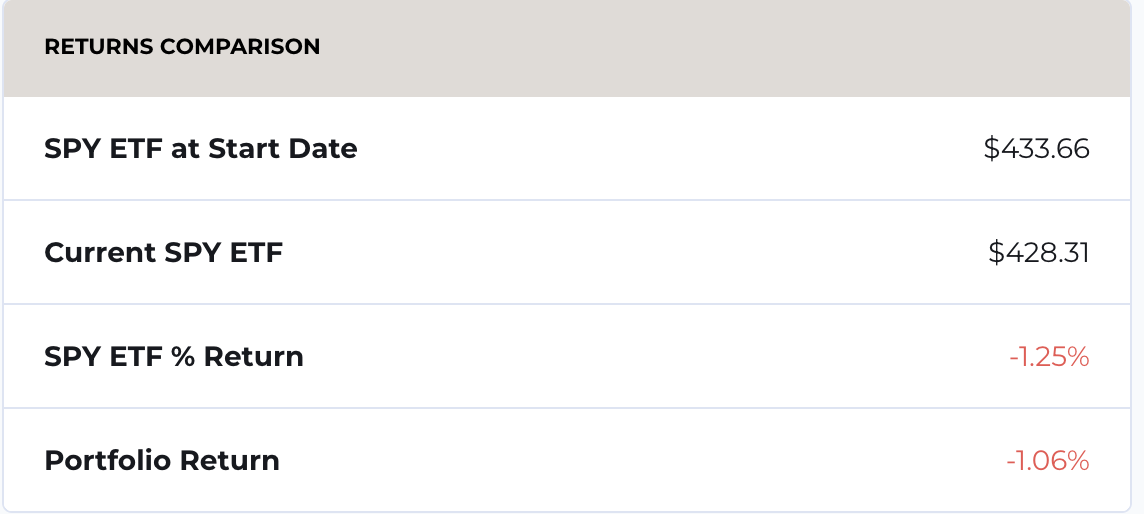 RETURNS COMPARISON
SPY ETF at Start Date $433.66
Current SPY ETF $428.31
SPY ETF % Return -1.25%
Portfolio Return -1.06%